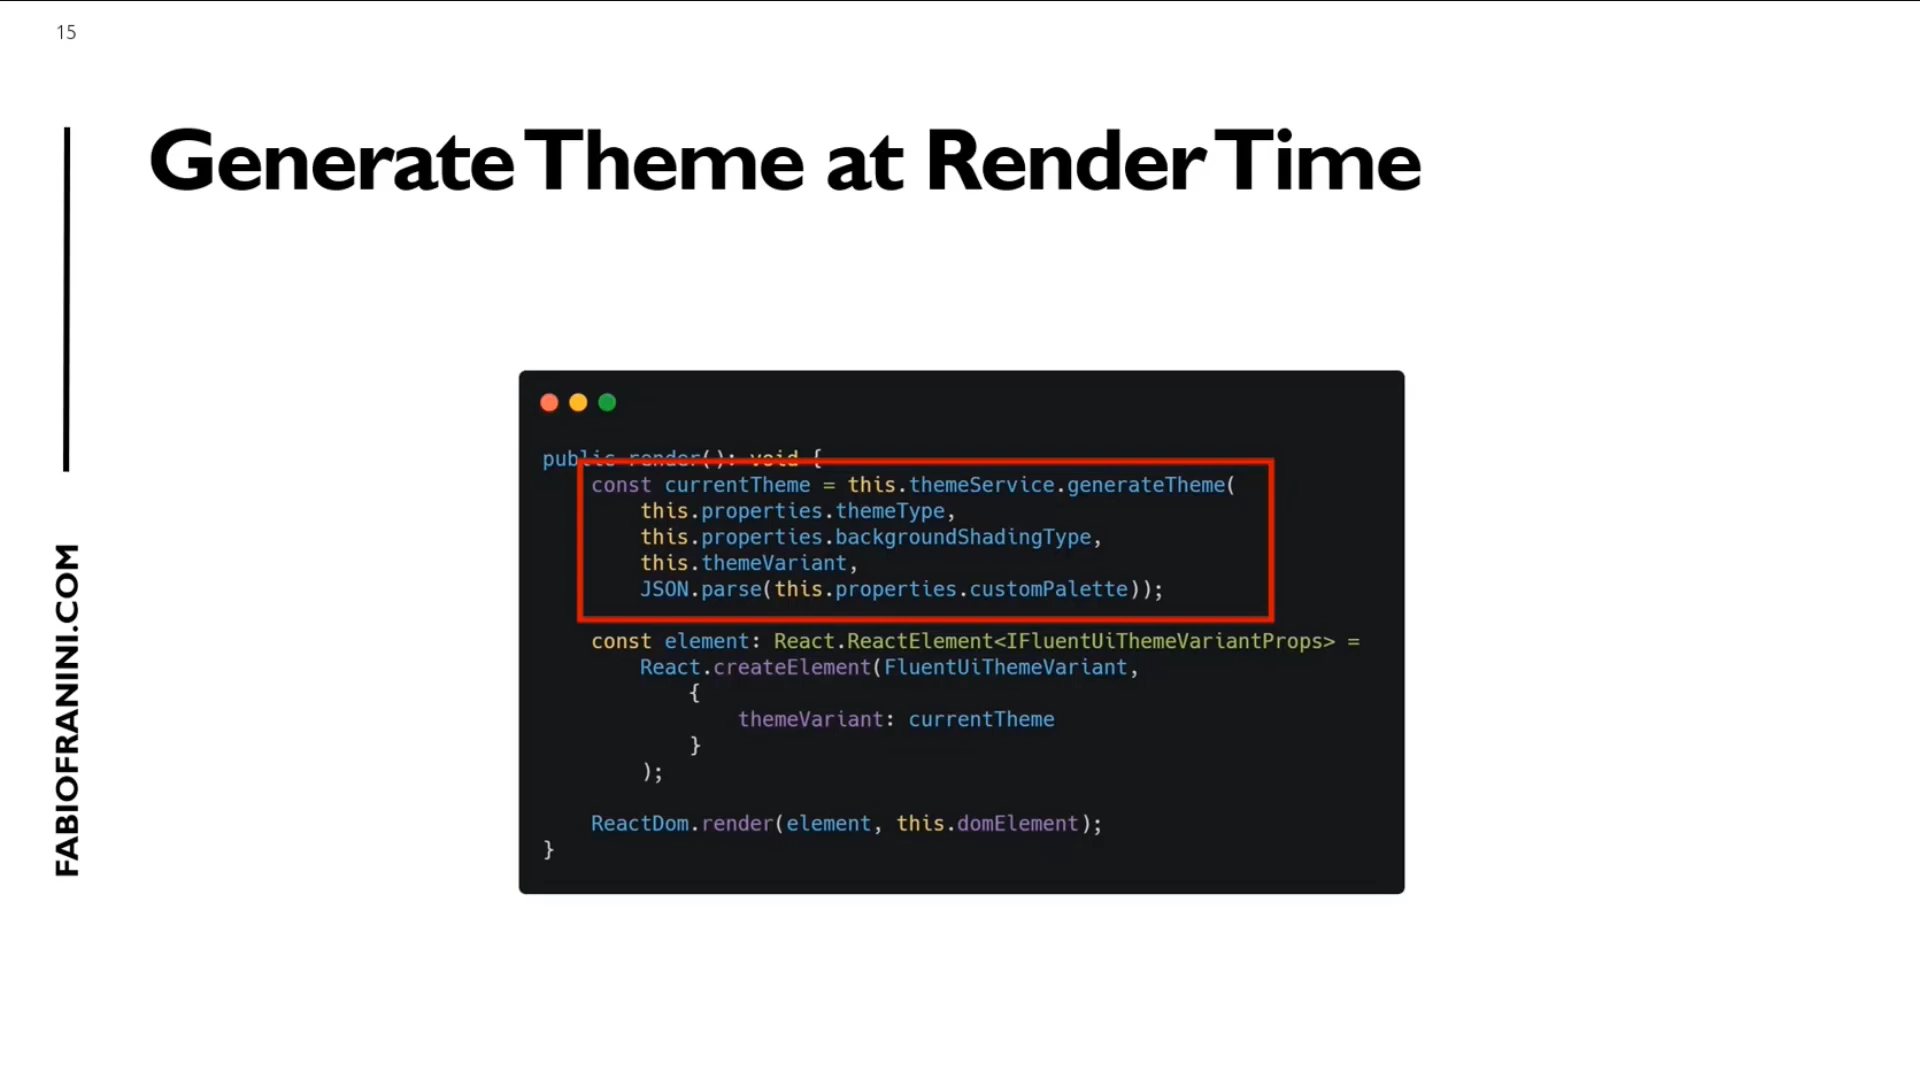 15
Generate Theme at Render Time
FABIOFRANINI.COM
public render(): void {
    const currentTheme = this.themeService.generateTheme(
        this.properties.themeType,
        this.properties.backgroundShadingType,
        this.themeVariant,
        JSON.parse(this.properties.customPalette));
    const element: React.ReactElement<IFluentUiThemeVariantProps> =
        React.createElement(FluentUiThemeVariant,
            {
                themeVariant: currentTheme
            }
        );
    ReactDom.render(element, this.domElement);
}